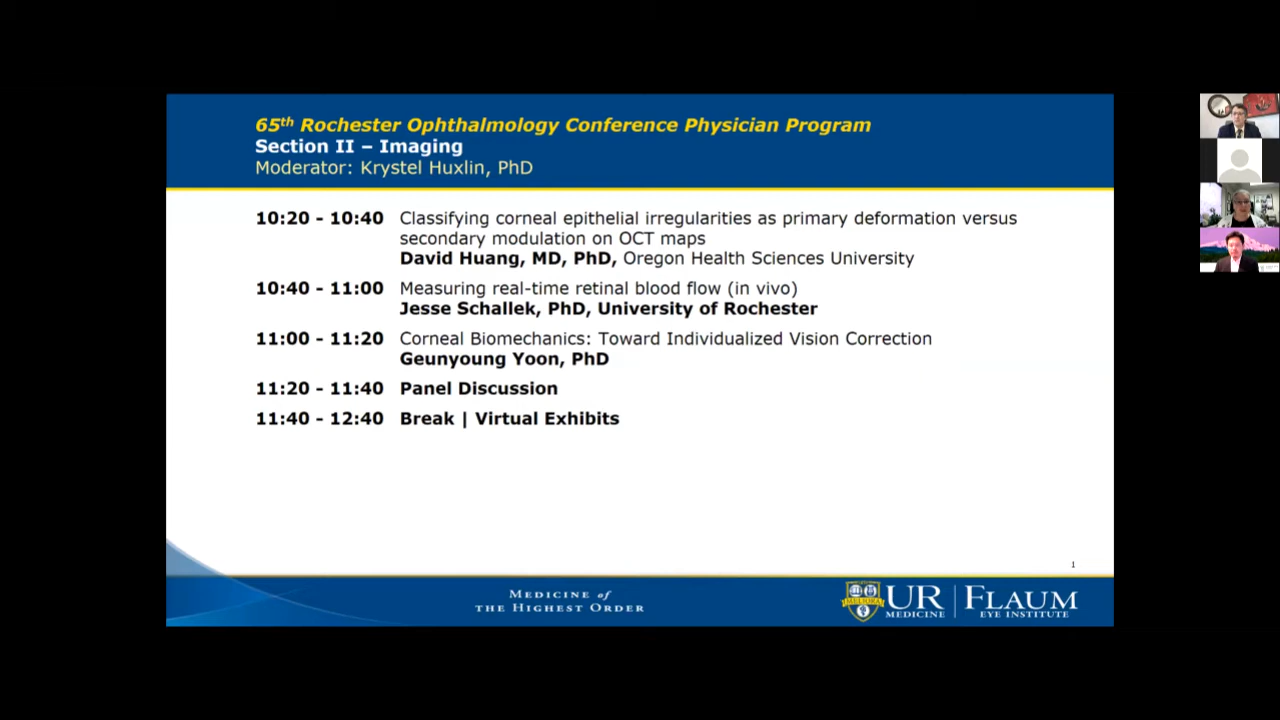 65th Rochester Ophthalmology Conference Physician Program
Section II – Imaging
Moderator: Krystel Huxlin, PhD
10:20 - 10:40 Classifying corneal epithelial irregularities as primary deformation versus
secondary modulation on OCT maps
David Huang, MD, PhD, Oregon Health Sciences University
10:40 - 11:00 Measuring real-time retinal blood flow (in vivo)
Jesse Schallek, PhD, University of Rochester
11:00 - 11:20 Corneal Biomechanics: Toward Individualized Vision Correction
Geunyoung Yoon, PhD
11:20 - 11:40 Panel Discussion
11:40 - 12:40 Break | Virtual Exhibits
1
MEDICINE of
THE HIGHEST ORDER
MELIORA
UR
MEDICINE
FLAUM
EYE INSTITUTE